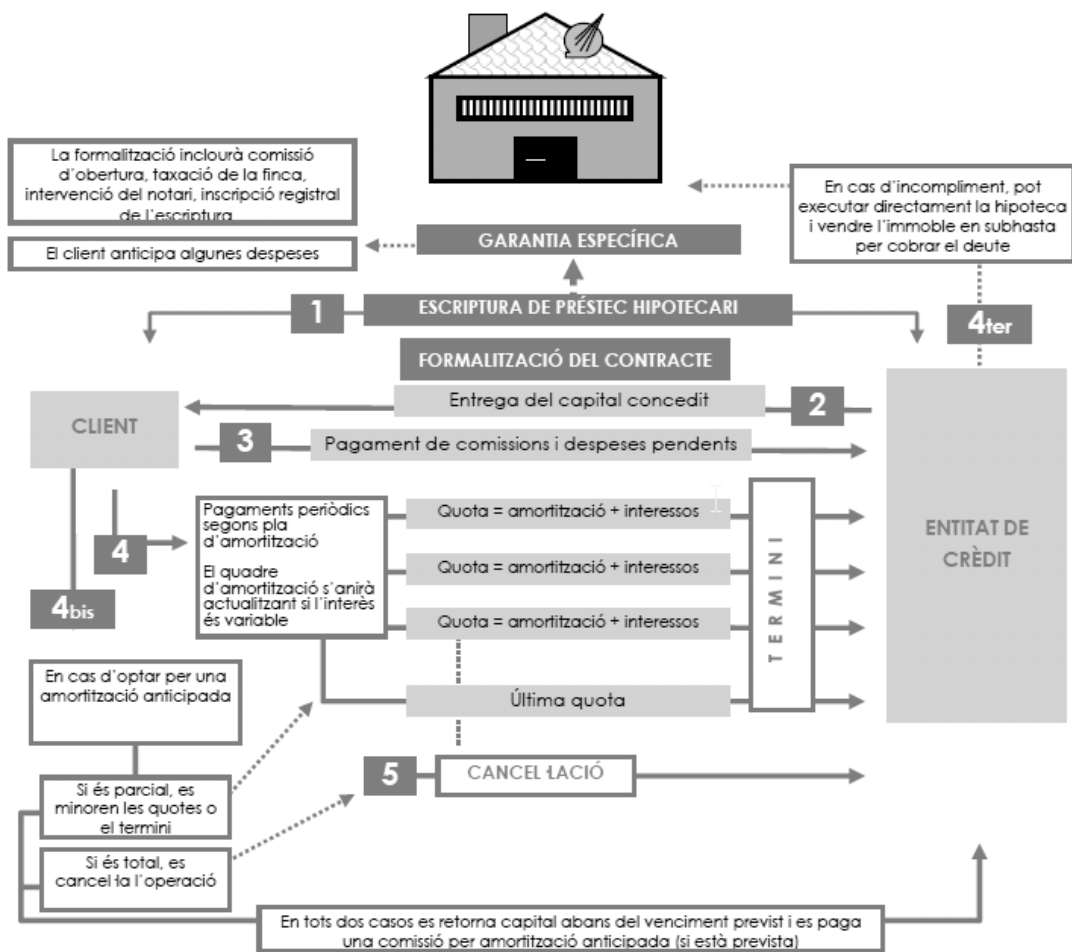 La formalització inclourà comissió
d'obertura, taxació de la finca,
intervenció del notari, inscripció registral
de l'escriptura
El client anticipa algunes despeses
GARANTIA ESPECÍFICA
En cas d'incompliment, pot
executar directament la hipoteca
i vendre l'immoble en subhasta
per cobrar el deute
1
ESCRIPTURA DE PRÉSTEC HIPOTECARI
4ter
FORMALITZACIÓ DEL CONTRACTE
CLIENT
Entrega del capital concedit
2
3
Pagament de comissions i despeses pendents
ENTITAT DE
CRÈDIT
4
Pagaments periòdics
segons pla
d'amortització
El quadre
d'amortització s'anirà
actualitzant si l'interès
és variable
Quota = amortització + interessos
Quota = amortització + interessos
Quota = amortització + interessos
Última quota
TERMINI
4bis
En cas d'optar per una
amortització anticipada
5
CANCEL·LACIÓ
Si és parcial, es
minoren les quotes o
el termini
Si és total, es
cancel·la l'operació
En tots dos casos es retorna capital abans del venciment previst i es paga
una comissió per amortització anticipada (si està prevista)